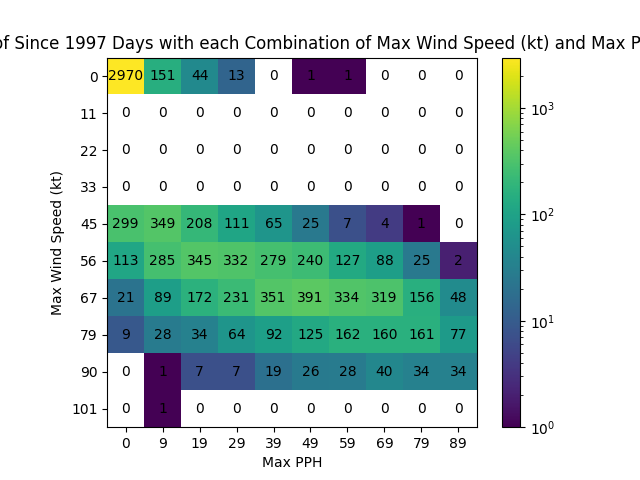 of Since 1997 Days with each Combination of Max Wind Speed (kt) and Max P
0 2970 151 44 13 0 1 1 0 0 0
11 0 0 0 0 0 0 0 0 0 0
22 0 0 0 0 0 0 0 0 0 0
33 0 0 0 0 0 0 0 0 0 0
45 299 349 208 111 65 25 7 4 1 0
56 113 285 345 332 279 240 127 88 25 2
67 21 89 172 231 351 391 334 319 156 48
79 9 28 34 64 92 125 162 160 161 77
90 0 1 7 7 19 26 28 40 34 34
101 0 1 0 0 0 0 0 0 0 0
0 9 19 29 39 49 59 69 79 89
Max PPH
Max Wind Speed (kt)
10³
10²
10¹
10⁰